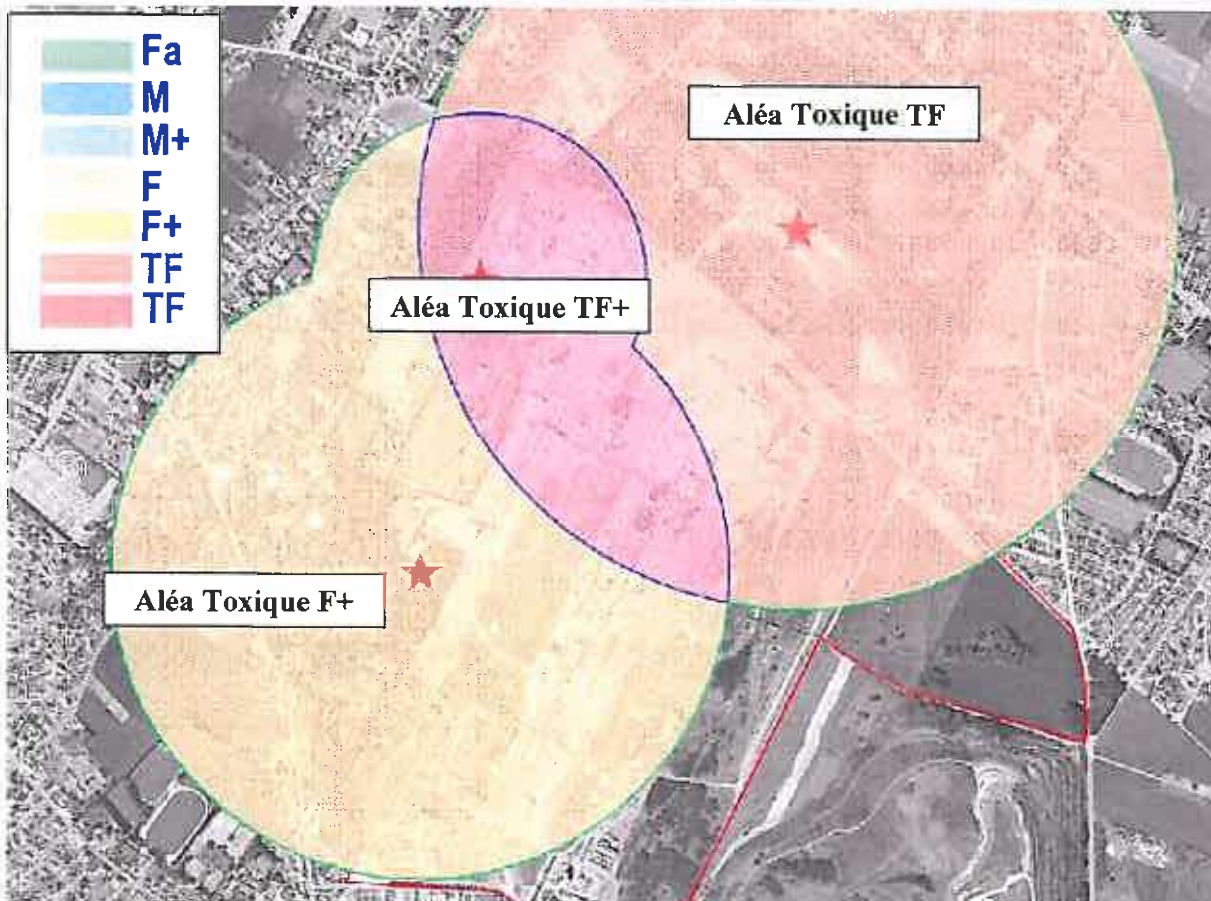 Fa
M
M+
F
F+
TF
TF
Aléa Toxique TF
Aléa Toxique TF+
Aléa Toxique F+